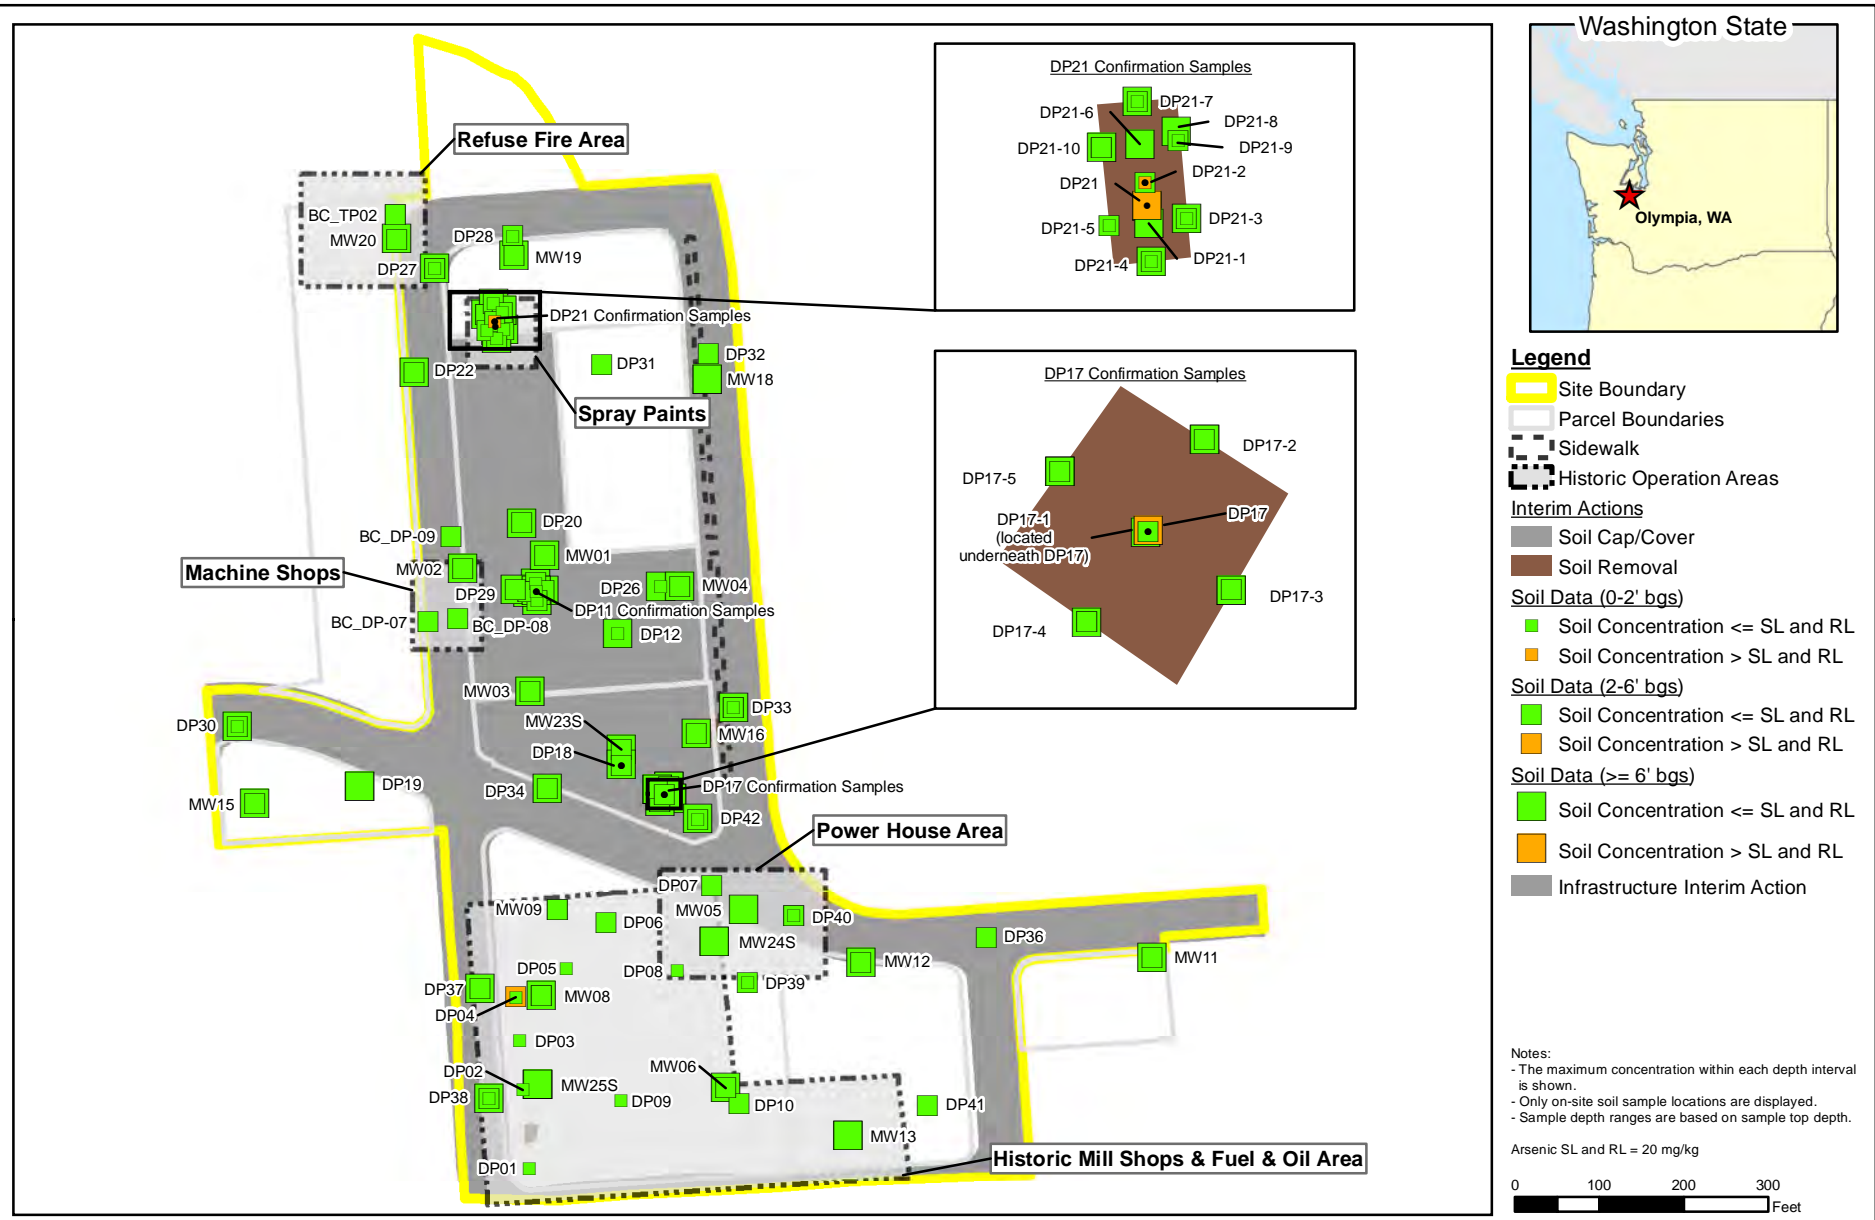 Refuse Fire Area
BC_TP02
MW20
DP27
DP28
MW19
DP21 Confirmation Samples
DP22
DP31
DP32
MW18
Spray Paints
DP20
BC_DP-09
MW01
MW02
Machine Shops
DP29
DP26
MW04
DP11 Confirmation Samples
BC_DP-07
BC_DP-08
DP12
MW03
DP33
DP30
MW23S
MW16
DP18
DP19
DP34
DP17 Confirmation Samples
MW15
DP42
Power House Area
DP07
MW09
MW05
DP40
DP06
MW24S
DP36
DP05
DP08
MW12
MW11
DP37
DP39
MW08
DP04
DP03
MW06
DP02
MW25S
DP38
DP09
DP10
DP41
MW13
DP01
Historic Mill Shops & Fuel & Oil Area
DP21 Confirmation Samples
DP21-7
DP21-6
DP21-8
DP21-10
DP21-9
DP21-2
DP21
DP21-3
DP21-5
DP21-1
DP21-4
DP17 Confirmation Samples
DP17-2
DP17-5
DP17-1
(located
underneath DP17)
DP17
DP17-3
DP17-4
Washington State
Olympia, WA
Legend
Site Boundary
Parcel Boundaries
Sidewalk
Historic Operation Areas
Interim Actions
Soil Cap/Cover
Soil Removal
Soil Data (0-2' bgs)
Soil Concentration <= SL and RL
Soil Concentration > SL and RL
Soil Data (2-6' bgs)
Soil Concentration <= SL and RL
Soil Concentration > SL and RL
Soil Data (>= 6' bgs)
Soil Concentration <= SL and RL
Soil Concentration > SL and RL
Infrastructure Interim Action
Notes:
- The maximum concentration within each depth interval
is shown.
- Only on-site soil sample locations are displayed.
- Sample depth ranges are based on sample top depth.
Arsenic SL and RL = 20 mg/kg
0 100 200 300
Feet